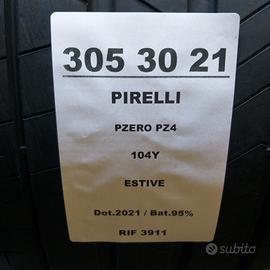 305 30 21
PIRELLI
PZERO PZ4
104Y
ESTIVE
Dot.2021 / Bat.95%
RIF 3911
subito